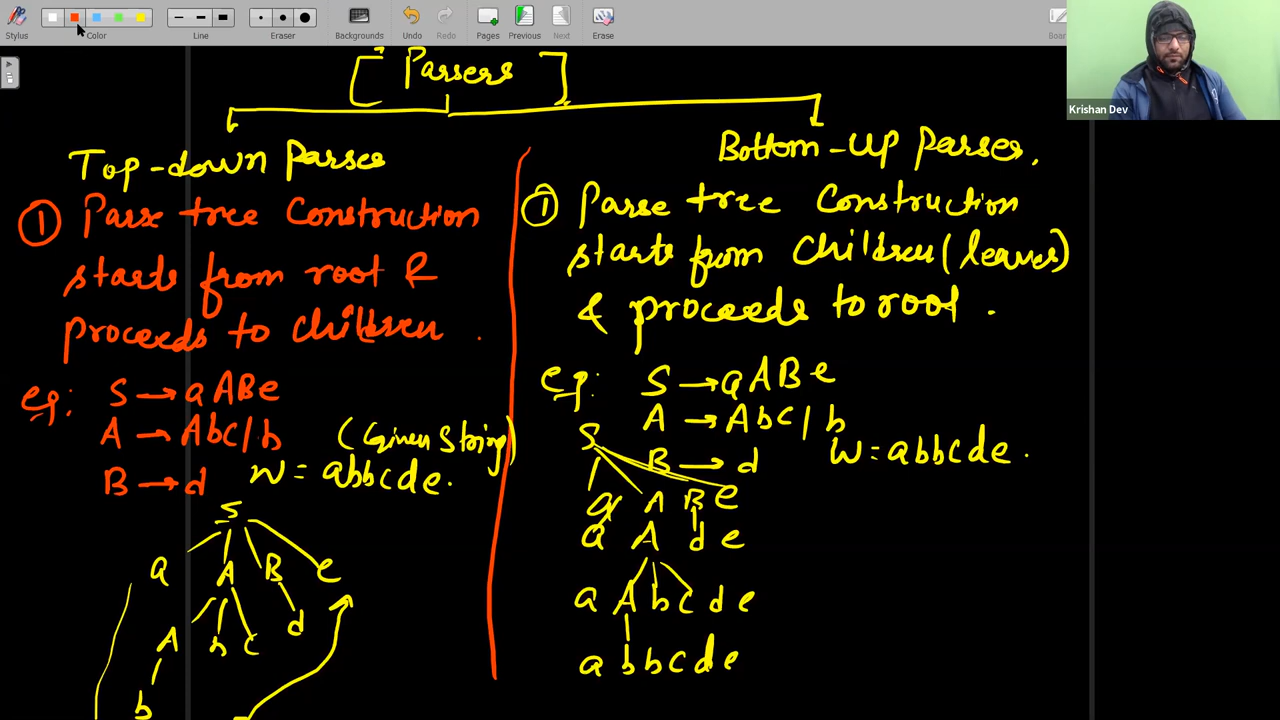 Stylus
Color
Line
Eraser
Backgrounds
Undo
Redo
Pages
Previous
Next
Erase
Boar
Krishan Dev
[ Parsers ]
Top-down Parser
① Parse tree Construction
starts from root &
proceeds to children .
eg: S → aABe
A → Abc/b
B → d
(Given String)
W = abbcde.
S
a A B e
A b c d
b
Bottom-up Parser.
① Parse tree Construction
starts from children (leaves)
& proceeds to root .
eg: S → aABe
A → Abc/b
B → d
W = abbcde .
S
a A B e
a A d e
a A b c d e
a b b c d e